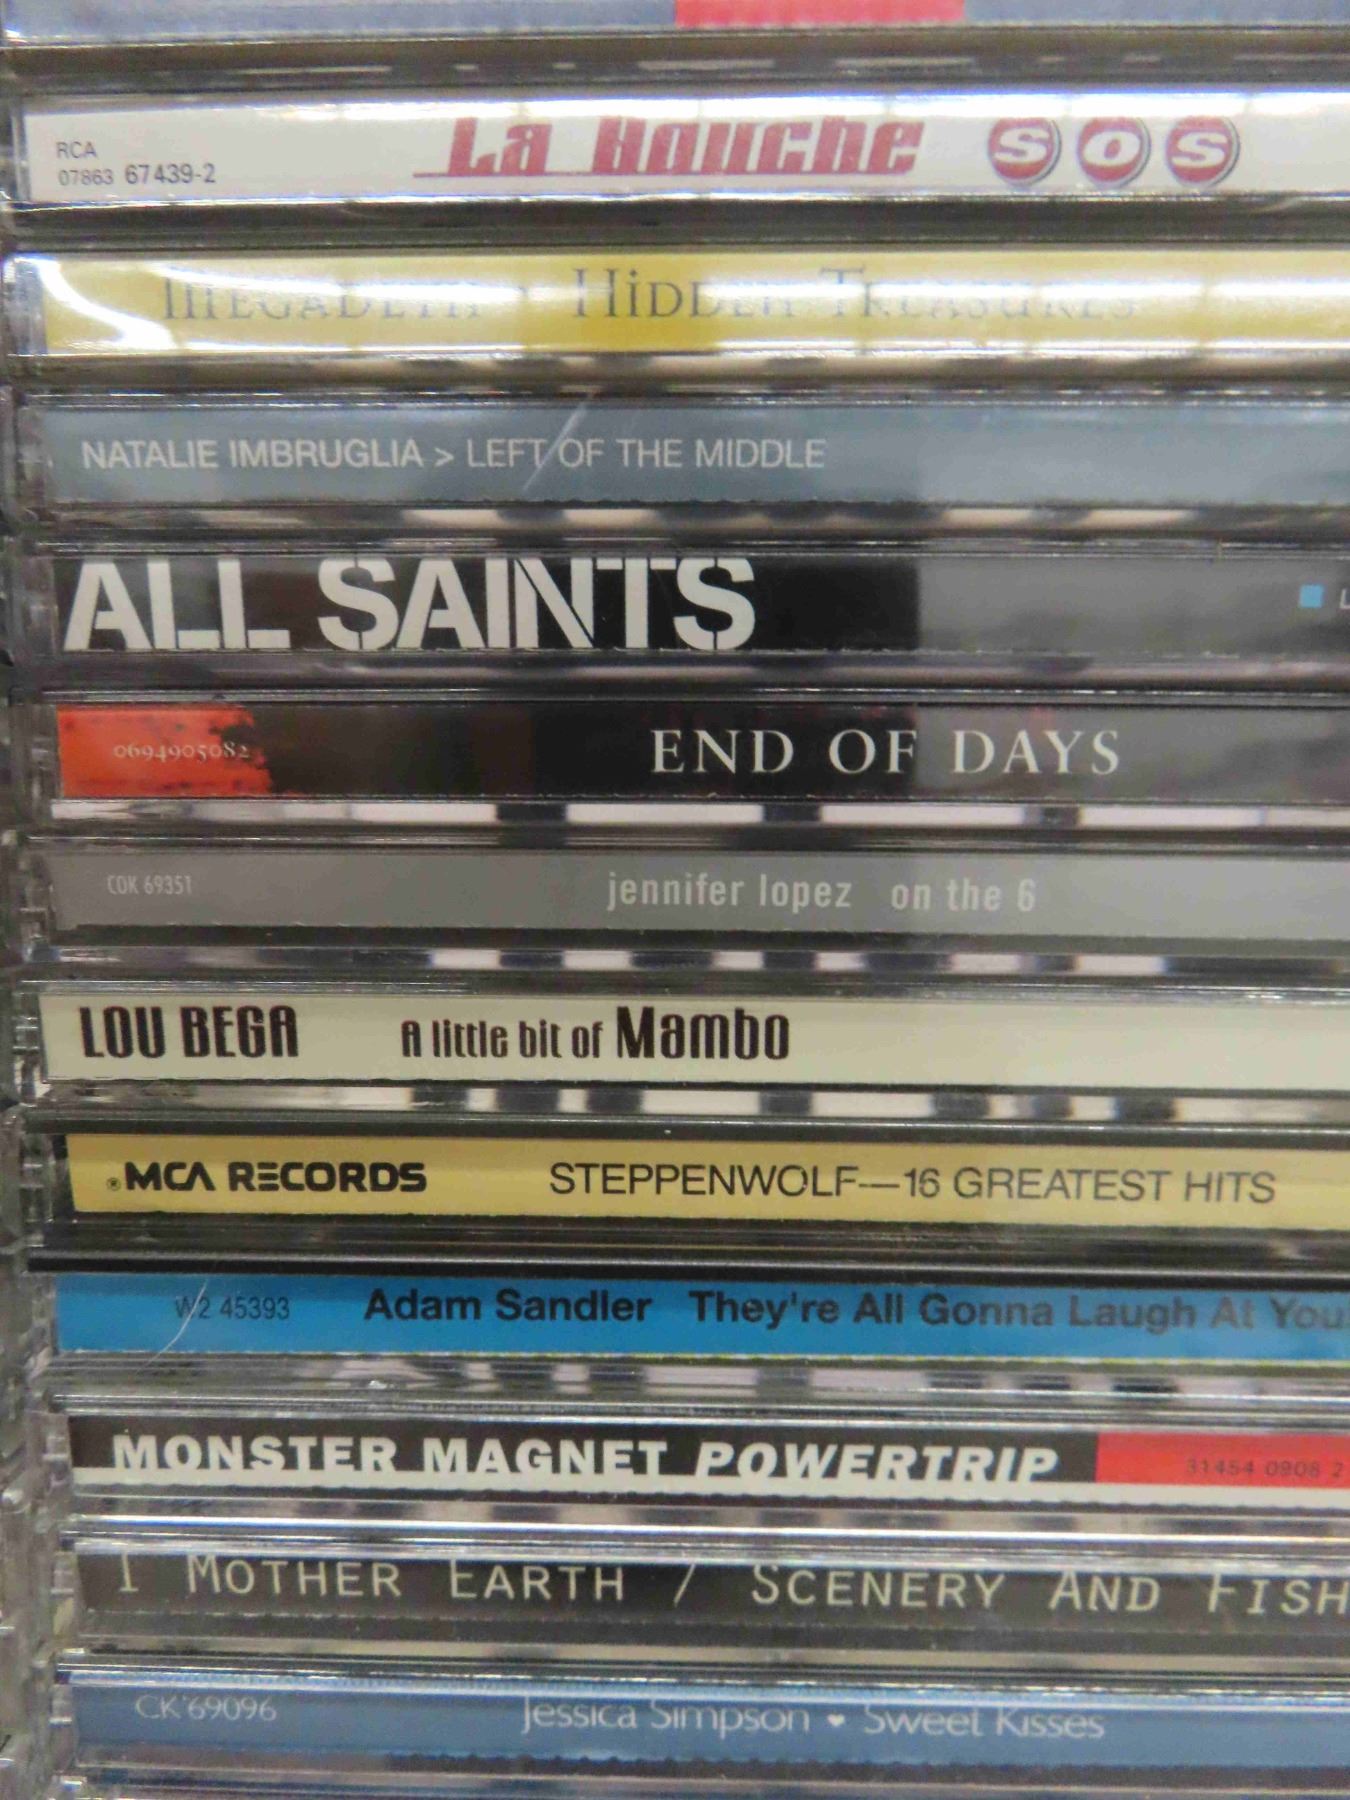 RCA
07863 67439-2
La Bouche SOS
MEGADETH - HiDDEN TREASURES
NATALIE IMBRUGLIA > LEFT OF THE MIDDLE
ALL SAINTS
0694905082
END OF DAYS
CDK 69351
jennifer lopez on the 6
LOU BEGA A little bit of Mambo
® MCA RECORDS STEPPENWOLF—16 GREATEST HITS
W2 45393 Adam Sandler They're All Gonna Laugh At You
MONSTER MAGNET POWERTRIP 31454 0908 2
I MOTHER EARTH / SCENERY AND FISH
CK 69096 Jessica Simpson ♥ Sweet Kisses